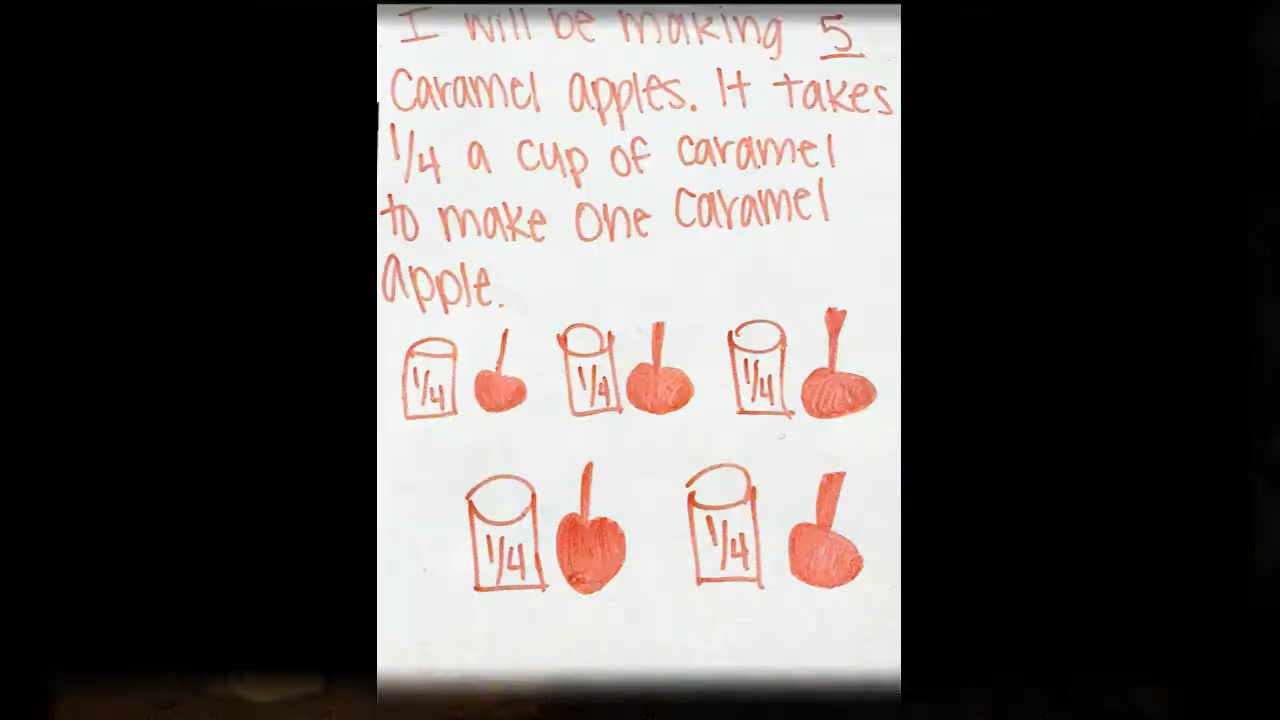 I will be making 5
Caramel apples. It takes
1/4 a cup of caramel
to make One Caramel
apple.
1/4 1/4 1/4
1/4 1/4